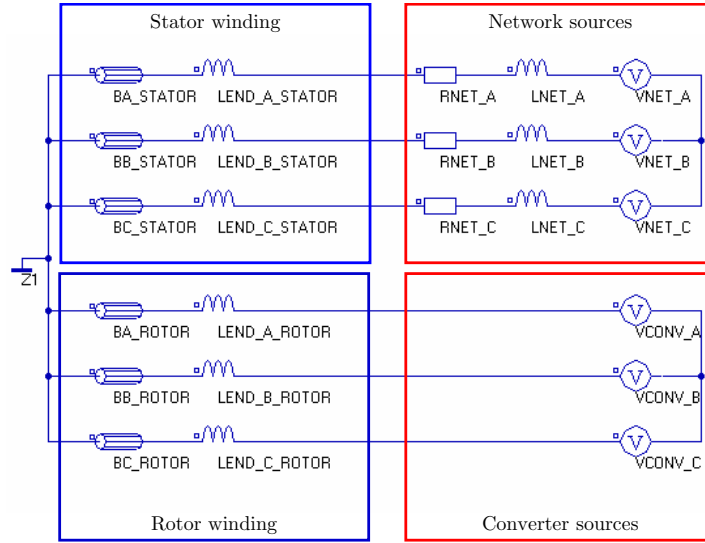 Stator winding Network sources
V
BA_STATOR LEND_A_STATOR RNET_A LNET_A VNET_A
V
BB_STATOR LEND_B_STATOR RNET_B LNET_B VNET_B
V
BC_STATOR LEND_C_STATOR RNET_C LNET_C VNET_C
Z1
V
BA_ROTOR LEND_A_ROTOR VCONV_A
V
BB_ROTOR LEND_B_ROTOR VCONV_B
V
BC_ROTOR LEND_C_ROTOR VCONV_C
Rotor winding Converter sources